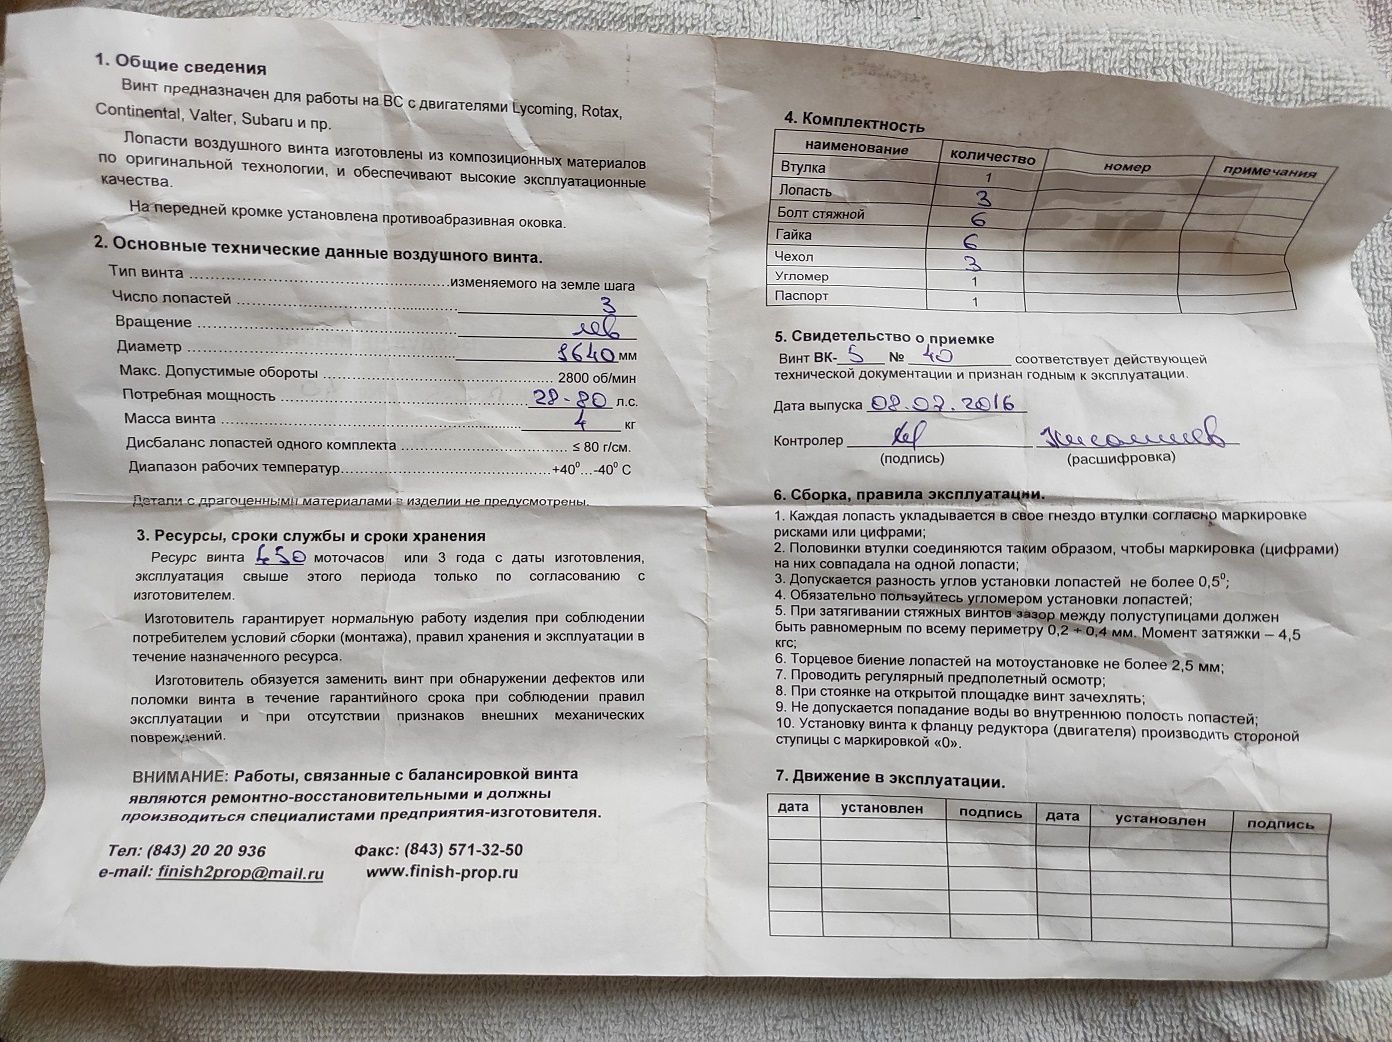 1. Общие сведения
Винт предназначен для работы на ВС с двигателями Lycoming, Rotax,
Continental, Valter, Subaru и пр.
Лопасти воздушного винта изготовлены из композиционных материалов
по оригинальной технологии, и обеспечивают высокие эксплуатационные
качества.
На передней кромке установлена противоабразивная оковка.
2. Основные технические данные воздушного винта.
Тип винта ........................................................изменяемого на земле шага
Число лопастей ................................................ 3
Вращение ........................................................ лев
Диаметр .......................................................... 1640 мм
Макс. Допустимые обороты ................................................ 2800 об/мин
Потребная мощность ...................................................... 28-80 л.с.
Масса винта .................................................................. 4 кг
Дисбаланс лопастей одного комплекта .................................... ≤ 80 г/см.
Диапазон рабочих температур............................................+40⁰...-40⁰ С
Детали с драгоценными материалами в изделии не предусмотрены.
3. Ресурсы, сроки службы и сроки хранения
Ресурс винта 450 моточасов или 3 года с даты изготовления,
эксплуатация свыше этого периода только по согласованию с
изготовителем.
Изготовитель гарантирует нормальную работу изделия при соблюдении
потребителем условий сборки (монтажа), правил хранения и эксплуатации в
течение назначенного ресурса.
Изготовитель обязуется заменить винт при обнаружении дефектов или
поломки винта в течение гарантийного срока при соблюдении правил
эксплуатации и при отсутствии признаков внешних механических
повреждений.
ВНИМАНИЕ: Работы, связанные с балансировкой винта
являются ремонтно-восстановительными и должны
производиться специалистами предприятия-изготовителя.
Тел: (843) 20 20 936 Факс: (843) 571-32-50
e-mail: finish2prop@mail.ru www.finish-prop.ru
4. Комплектность
наименование количество номер примечания
Втулка 1
Лопасть 3
Болт стяжной 6
Гайка 6
Чехол 3
Угломер 1
Паспорт 1
5. Свидетельство о приемке
Винт ВК- 5 № 40 соответствует действующей
технической документации и признан годным к эксплуатации.
Дата выпуска 08.07.2016
Контролер
(подпись) (расшифровка)
6. Сборка, правила эксплуатации.
1. Каждая лопасть укладывается в свое гнездо втулки согласно маркировке
рисками или цифрами;
2. Половинки втулки соединяются таким образом, чтобы маркировка (цифрами)
на них совпадала на одной лопасти;
3. Допускается разность углов установки лопастей не более 0,5⁰;
4. Обязательно пользуйтесь угломером установки лопастей;
5. При затягивании стяжных винтов зазор между полуступицами должен
быть равномерным по всему периметру 0,2 ÷ 0,4 мм. Момент затяжки – 4,5
кгс;
6. Торцевое биение лопастей на мотоустановке не более 2,5 мм;
7. Проводить регулярный предполетный осмотр;
8. При стоянке на открытой площадке винт зачехлять;
9. Не допускается попадание воды во внутреннюю полость лопастей;
10. Установку винта к фланцу редуктора (двигателя) производить стороной
ступицы с маркировкой «0».
7. Движение в эксплуатации.
дата установлен подпись дата установлен подпись